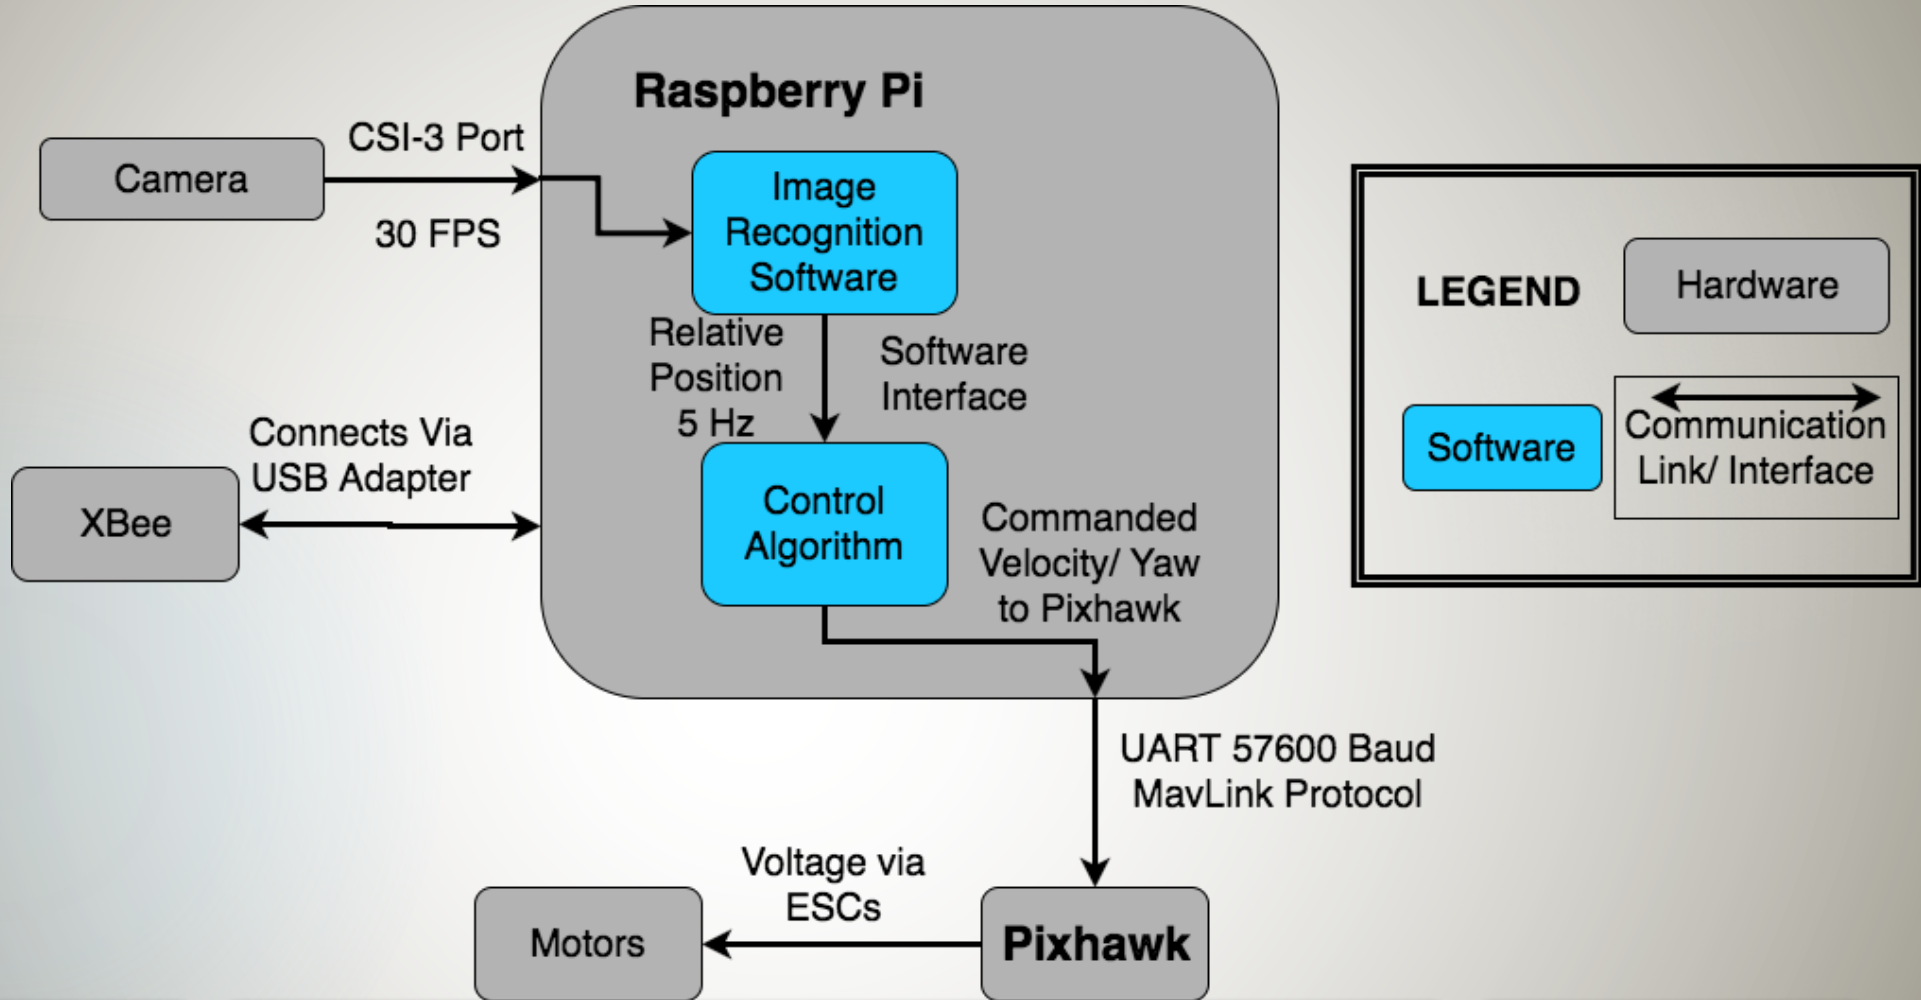 Raspberry Pi
CSI-3 Port
Camera
30 FPS
Image
Recognition
Software
Relative
Position
5 Hz
Software
Interface
Connects Via
USB Adapter
XBee
Control
Algorithm
Commanded
Velocity/ Yaw
to Pixhawk
UART 57600 Baud
MavLink Protocol
Voltage via
ESCs
Motors
Pixhawk
LEGEND
Hardware
Software
Communication
Link/ Interface